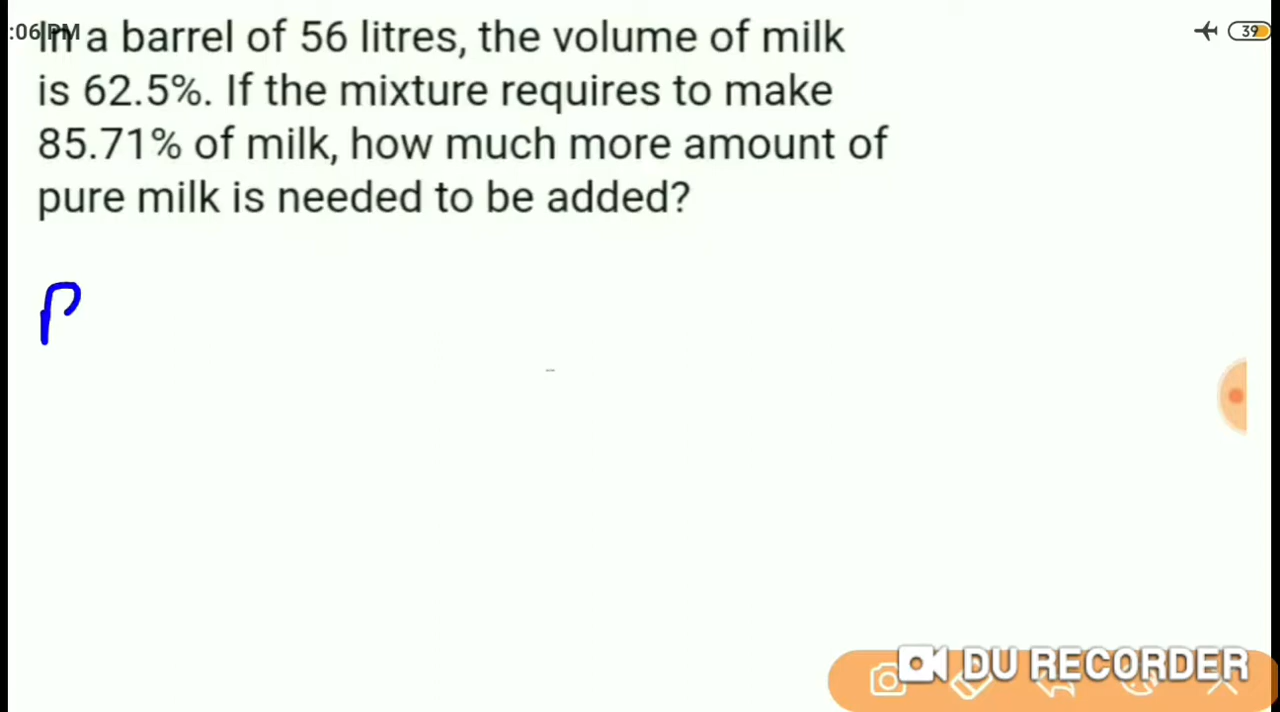 :06 PM
39
In a barrel of 56 litres, the volume of milk
is 62.5%. If the mixture requires to make
85.71% of milk, how much more amount of
pure milk is needed to be added?
P
DU RECORDER